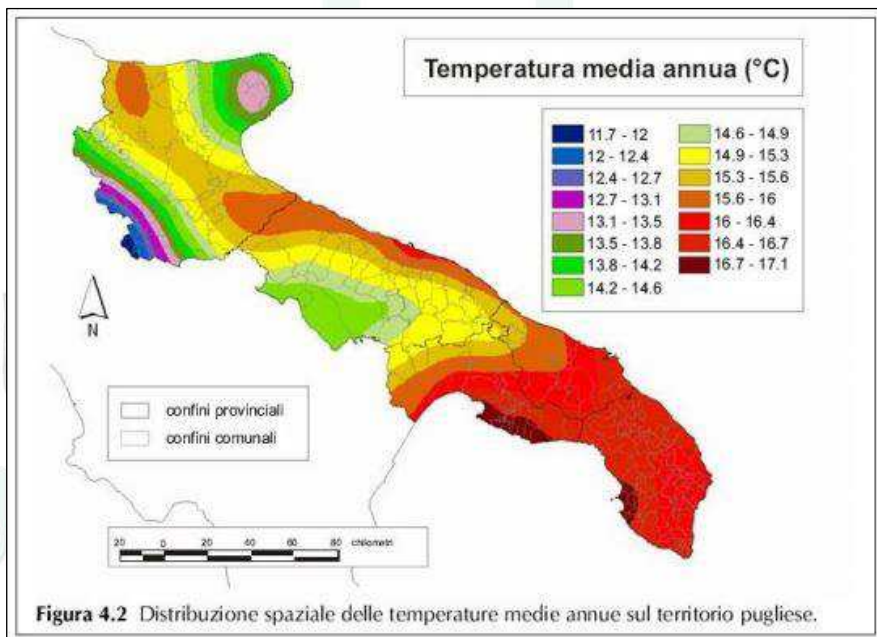 Temperatura media annua (°C)
11.7 - 12
12 - 12.4
12.4 - 12.7
12.7 - 13.1
13.1 - 13.5
13.5 - 13.8
13.8 - 14.2
14.2 - 14.6
14.6 - 14.9
14.9 - 15.3
15.3 - 15.6
15.6 - 16
16 - 16.4
16.4 - 16.7
16.7 - 17.1
N
confini provinciali
confini comunali
20 0 20 40 60 80 chilometri
Figura 4.2 Distribuzione spaziale delle temperature medie annue sul territorio pugliese.